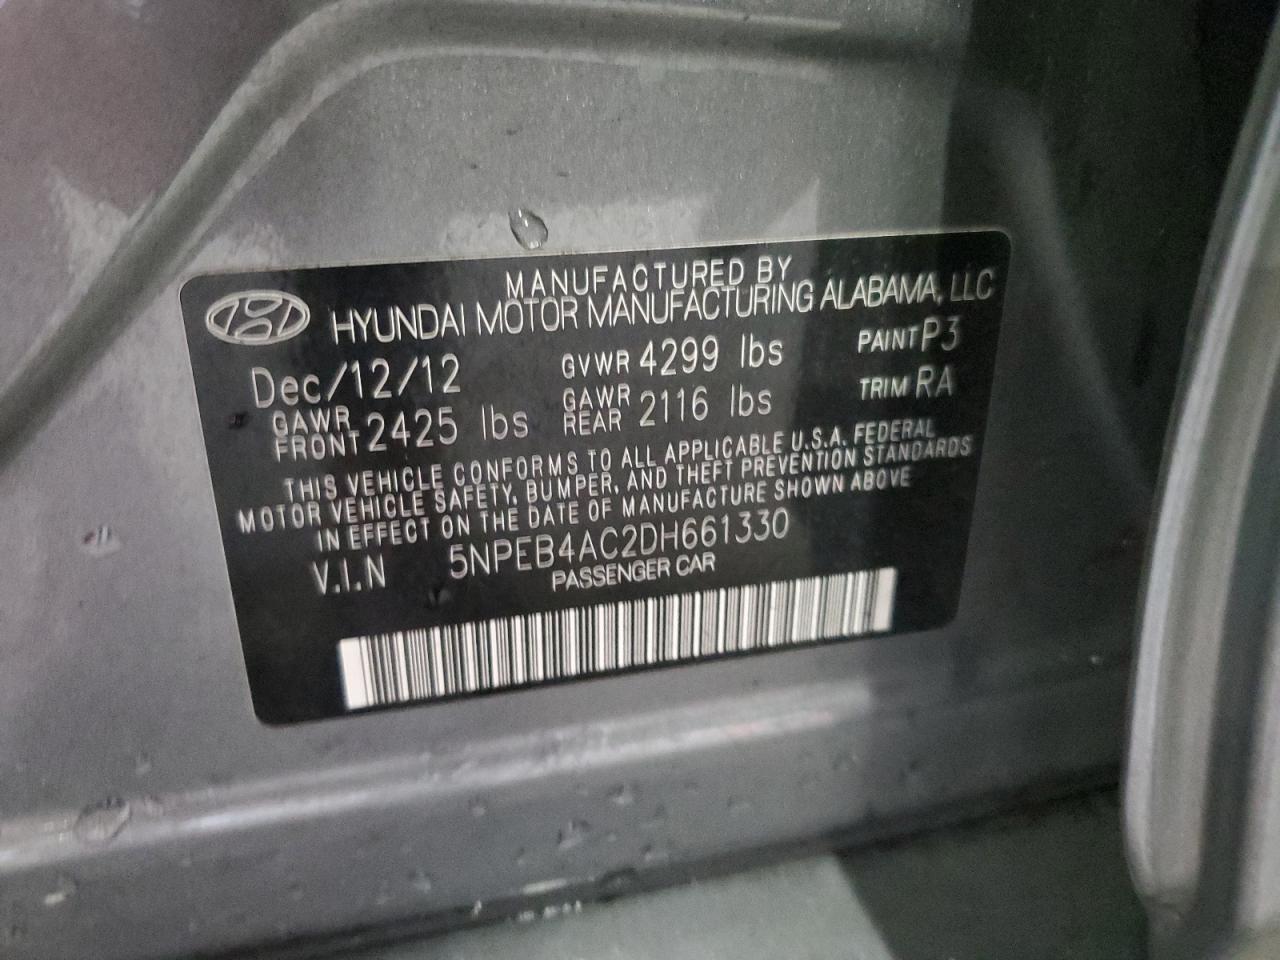 MANUFACTURED BY
HYUNDAI MOTOR MANUFACTURING ALABAMA, LLC
Dec/12/12 GVWR 4299 lbs PAINT P3
GAWR FRONT 2425 lbs GAWR REAR 2116 lbs TRIM RA
THIS VEHICLE CONFORMS TO ALL APPLICABLE U.S.A. FEDERAL
MOTOR VEHICLE SAFETY, BUMPER, AND THEFT PREVENTION STANDARDS
IN EFFECT ON THE DATE OF MANUFACTURE SHOWN ABOVE
V.I.N 5NPEB4AC2DH661330
PASSENGER CAR